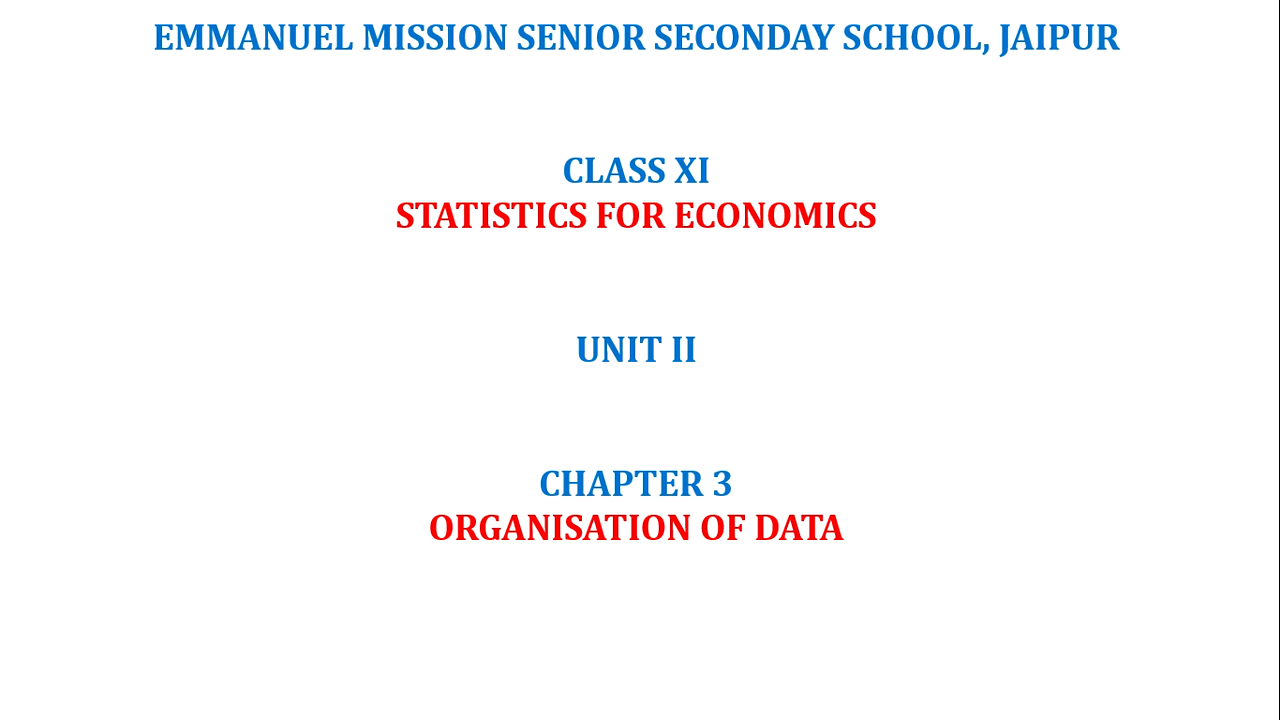 EMMANUEL MISSION SENIOR SECONDAY SCHOOL, JAIPUR
CLASS XI
STATISTICS FOR ECONOMICS
UNIT II
CHAPTER 3
ORGANISATION OF DATA